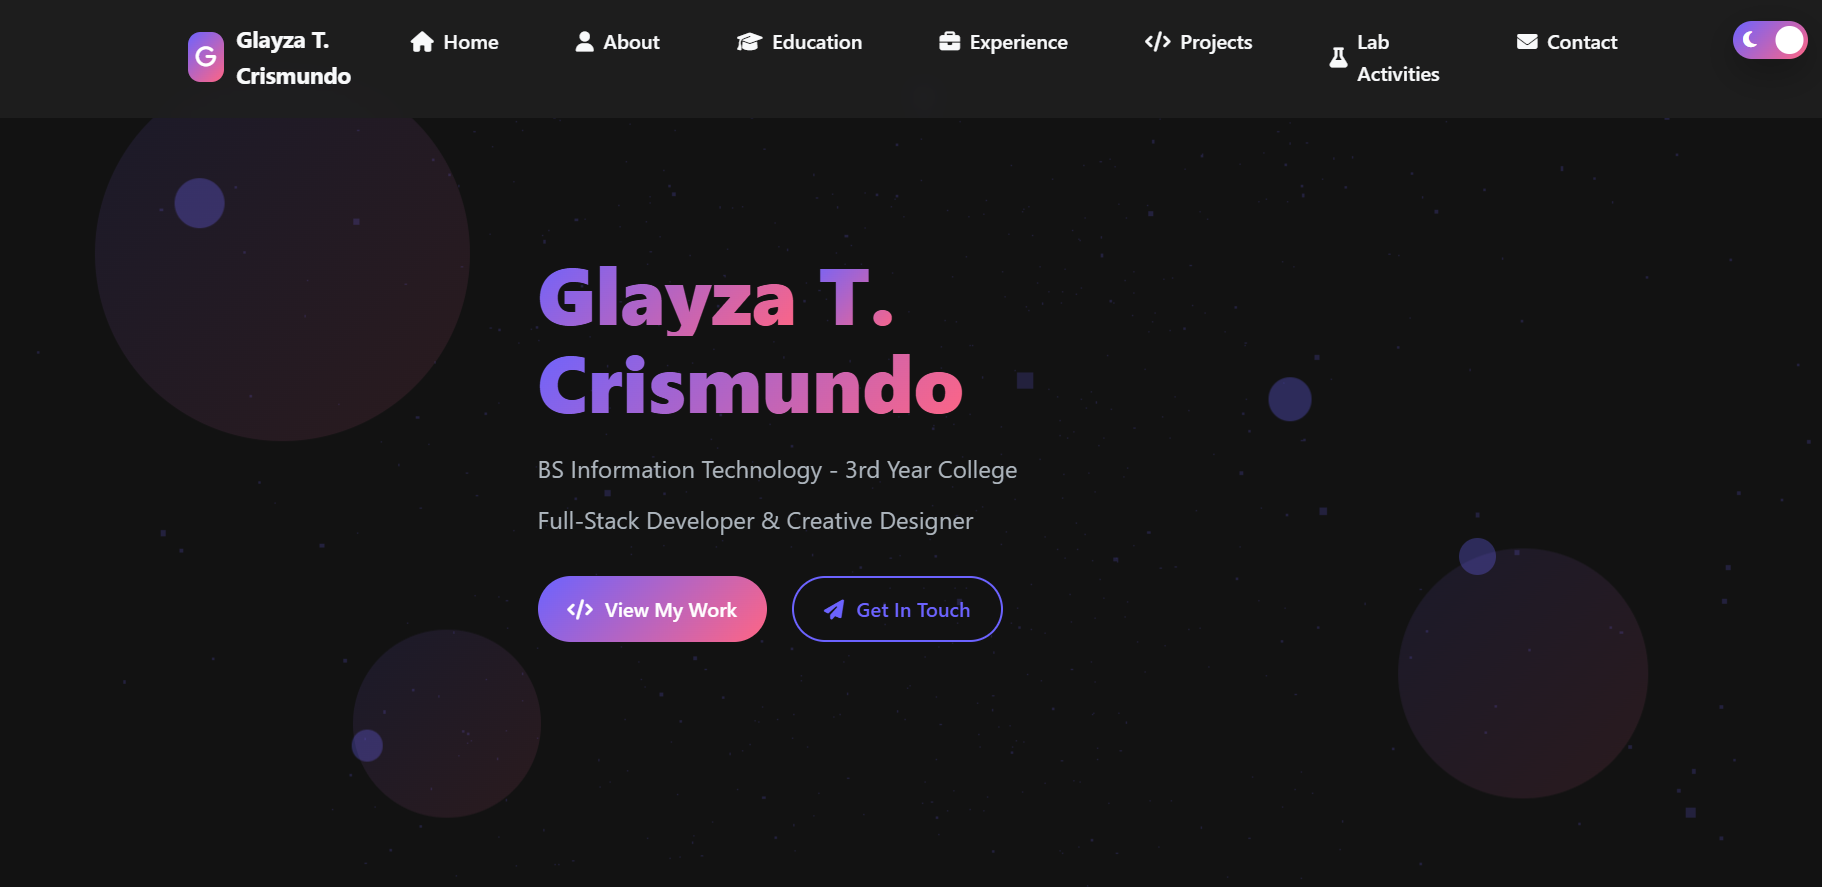 G
Glayza T.
Crismundo
Home
About
Education
Experience
Projects
Lab
Activities
Contact
Glayza T.
Crismundo
BS Information Technology - 3rd Year College
Full-Stack Developer & Creative Designer
View My Work
Get In Touch